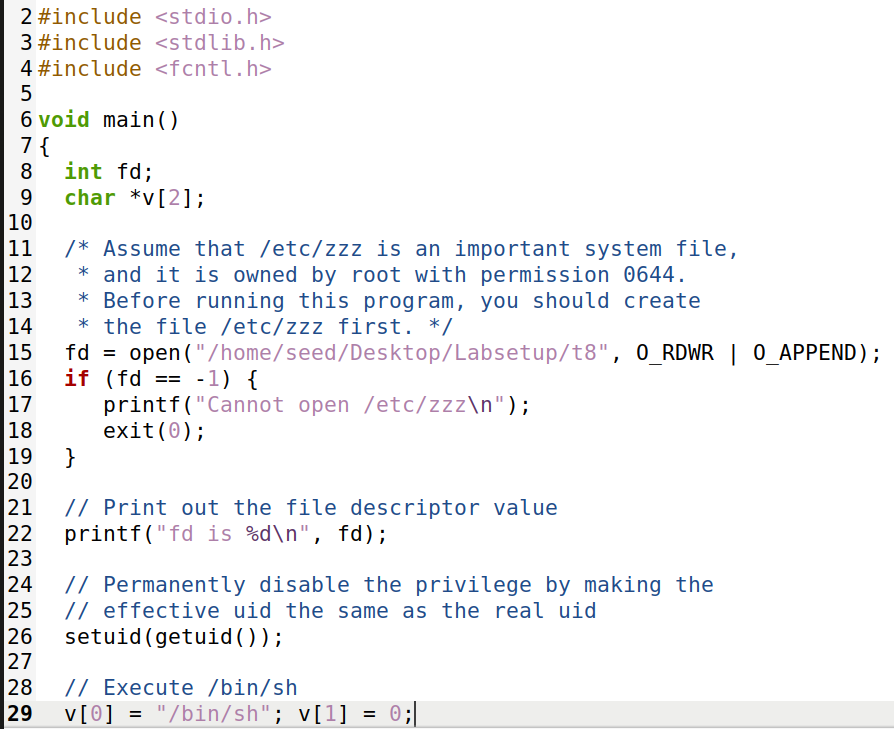 2 #include <stdio.h>
3 #include <stdlib.h>
4 #include <fcntl.h>
5
6 void main()
7 {
8   int fd;
9   char *v[2];
10
11   /* Assume that /etc/zzz is an important system file,
12    * and it is owned by root with permission 0644.
13    * Before running this program, you should create
14    * the file /etc/zzz first. */
15   fd = open("/home/seed/Desktop/Labsetup/t8", O_RDWR | O_APPEND);
16   if (fd == -1) {
17      printf("Cannot open /etc/zzz\n");
18      exit(0);
19   }
20
21   // Print out the file descriptor value
22   printf("fd is %d\n", fd);
23
24   // Permanently disable the privilege by making the
25   // effective uid the same as the real uid
26   setuid(getuid());
27
28   // Execute /bin/sh
29   v[0] = "/bin/sh"; v[1] = 0;